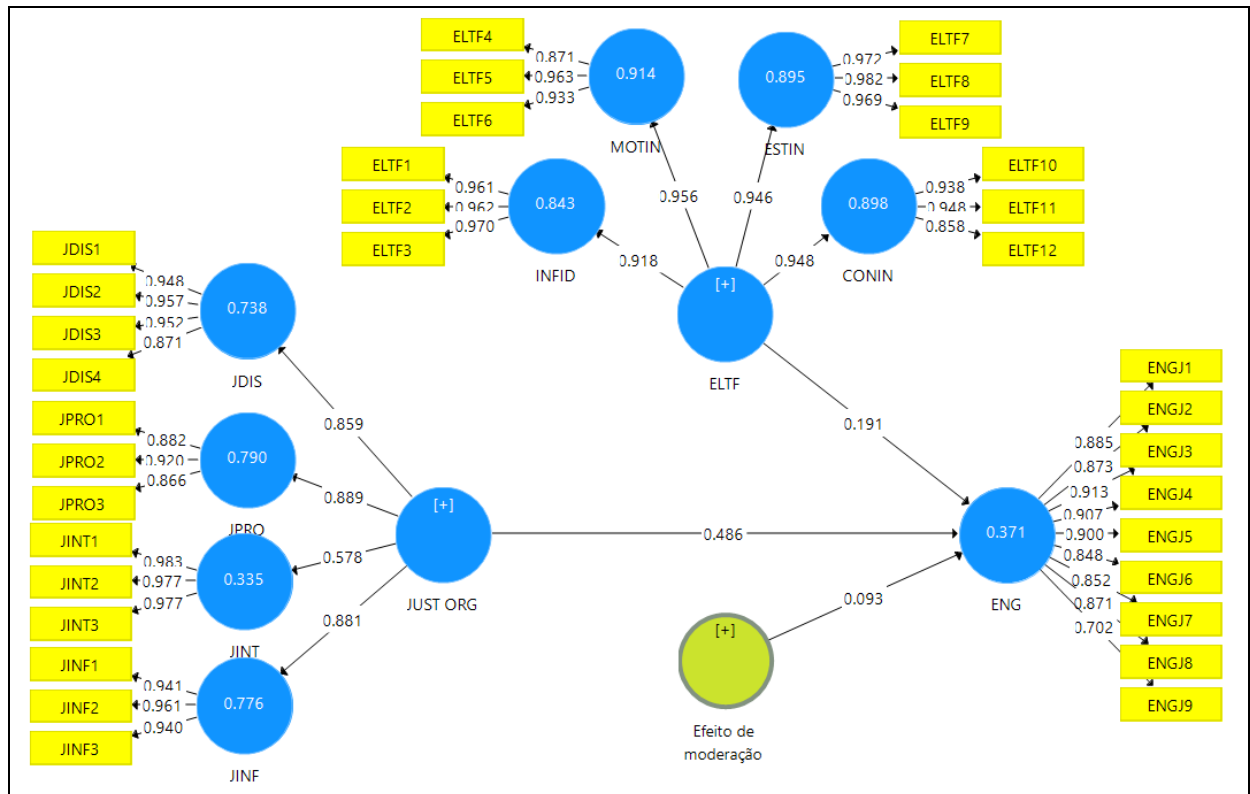 ELTF4
ELTF5
ELTF6
0.871
0.963
0.933
0.914
MOTIN
0.895
ESTIN
0.972
0.982
0.969
ELTF7
ELTF8
ELTF9
ELTF1
ELTF2
ELTF3
0.961
0.962
0.970
0.843
INFID
0.956
0.946
0.918
0.948
0.898
CONIN
0.938
0.948
0.858
ELTF10
ELTF11
ELTF12
[+]
ELTF
JDIS1
JDIS2
JDIS3
JDIS4
0.948
0.957
0.952
0.871
0.738
JDIS
JPRO1
JPRO2
JPRO3
0.882
0.920
0.866
0.790
JPRO
JINT1
JINT2
JINT3
0.983
0.977
0.977
0.335
JINT
JINF1
JINF2
JINF3
0.941
0.961
0.940
0.776
JINF
0.859
0.889
0.578
0.881
[+]
JUST ORG
0.191
0.486
0.093
[+]
Efeito de
moderação
0.371
ENG
0.885
0.873
0.913
0.907
0.900
0.848
0.852
0.871
0.702
ENGJ1
ENGJ2
ENGJ3
ENGJ4
ENGJ5
ENGJ6
ENGJ7
ENGJ8
ENGJ9